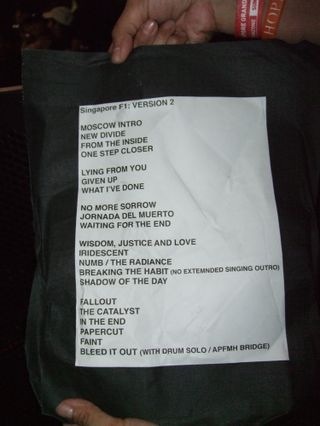 ORE GRAND
HOP
Singapore F1: VERSION 2
MOSCOW INTRO
NEW DIVIDE
FROM THE INSIDE
ONE STEP CLOSER
LYING FROM YOU
GIVEN UP
WHAT I'VE DONE
NO MORE SORROW
JORNADA DEL MUERTO
WAITING FOR THE END
WISDOM, JUSTICE AND LOVE
IRIDESCENT
NUMB / THE RADIANCE
BREAKING THE HABIT (NO EXTEMNDED SINGING OUTRO)
SHADOW OF THE DAY
FALLOUT
THE CATALYST
IN THE END
PAPERCUT
FAINT
BLEED IT OUT (WITH DRUM SOLO / APFMH BRIDGE)